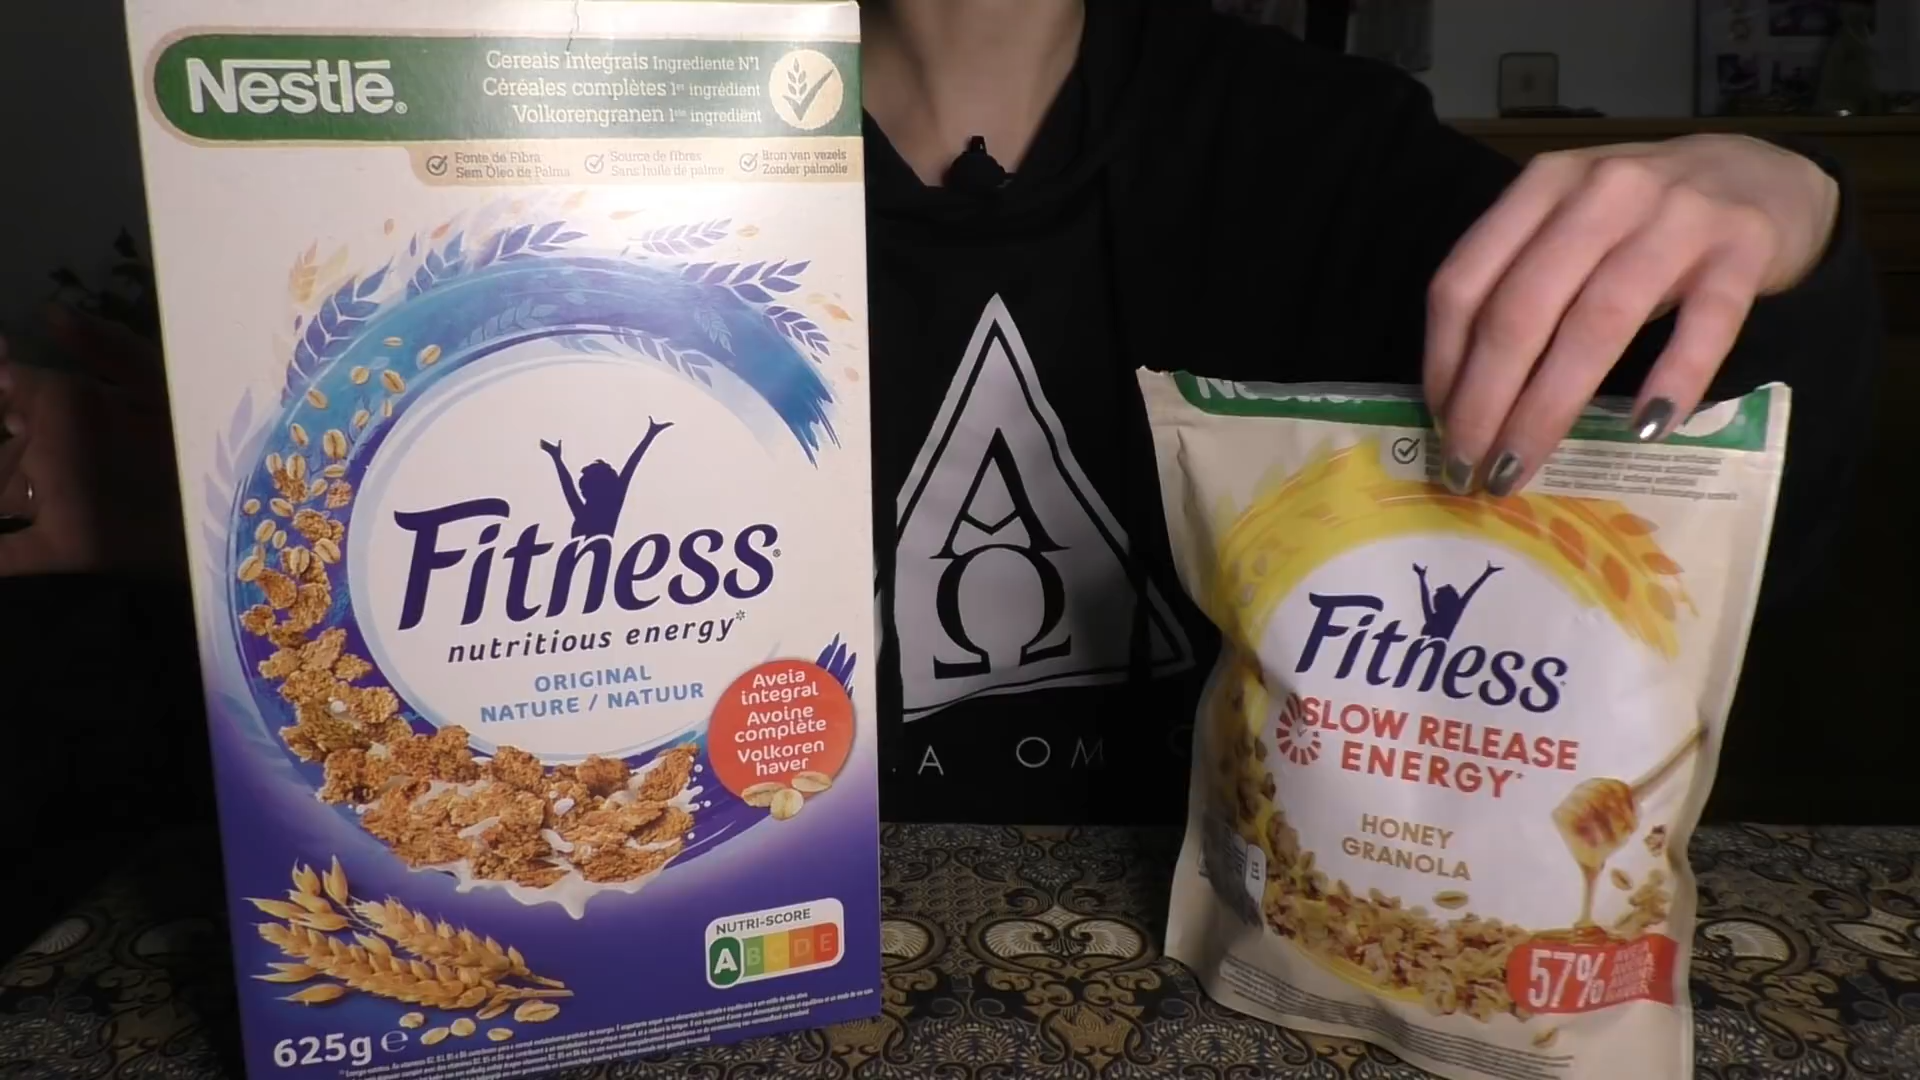 Nestlé®
Cereais Integrais Ingrediente Nº1
Céréales complètes 1er ingrédient
Volkorengranen 1ste ingrediënt
Fonte de Fibra
Sem Óleo de Palma
Source de fibres
Sans huile de palme
Bron van vezels
Zonder palmolie
Fitness®
nutritious energy*
ORIGINAL
NATURE / NATUUR
Aveia
integral
Avoine
complète
Volkoren
haver
NUTRI-SCORE
A B C D E
625g e
Α
Ω
A OM
Fitness
SLOW RELEASE
ENERGY*
HONEY
GRANOLA
57%